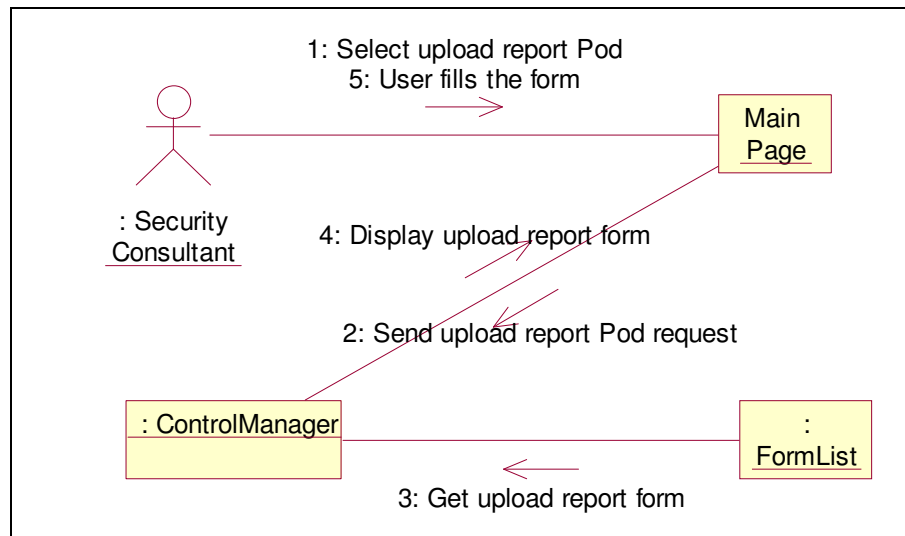 1: Select upload report Pod
5: User fills the form
Main
Page
: Security
Consultant
4: Display upload report form
2: Send upload report Pod request
: ControlManager
:
FormList
3: Get upload report form